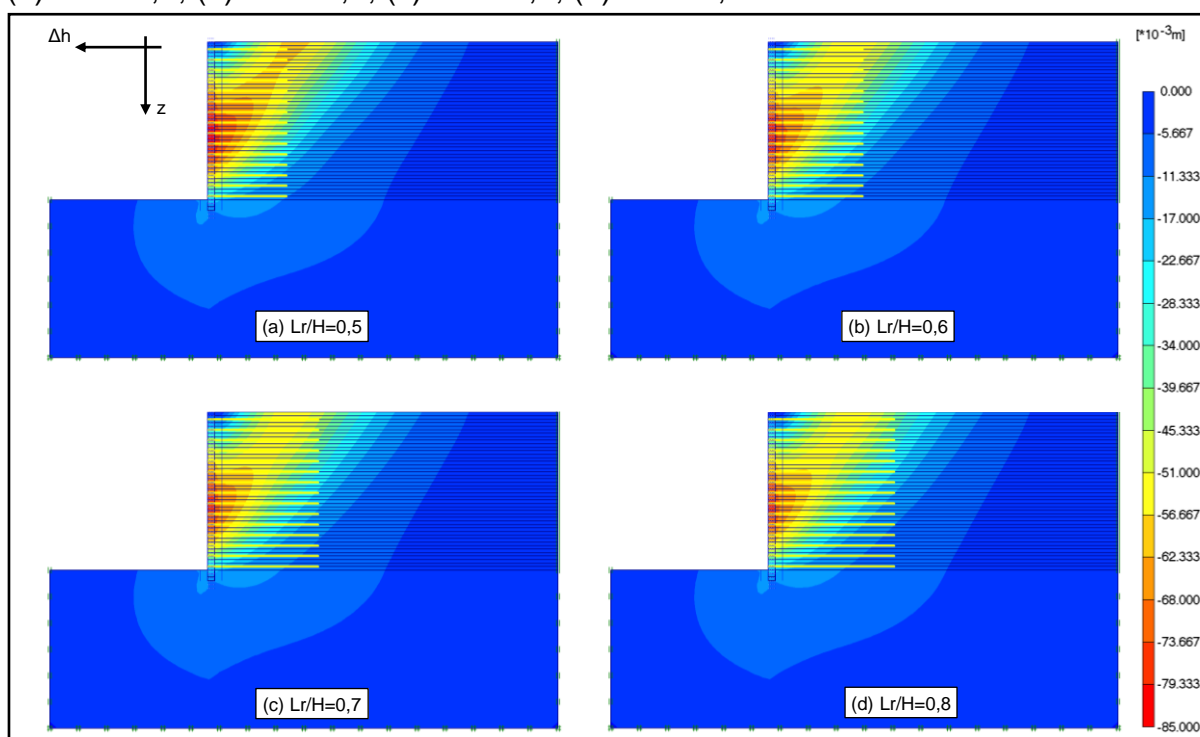 Δh
z
[*10-3m]
0.000
-5.667
-11.333
-17.000
-22.667
-28.333
-34.000
-39.667
-45.333
-51.000
-56.667
-62.333
-68.000
-73.667
-79.333
-85.000
(a) Lr/H=0,5
(b) Lr/H=0,6
(c) Lr/H=0,7
(d) Lr/H=0,8